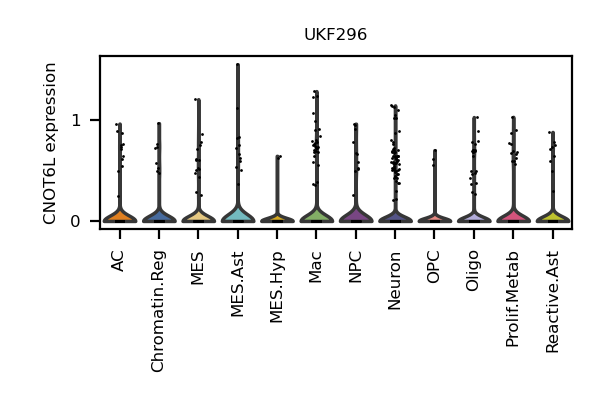 UKF296
CNOT6L expression
1
0
AC
Chromatin.Reg
MES
MES.Ast
MES.Hyp
Mac
NPC
Neuron
OPC
Oligo
Prolif.Metab
Reactive.Ast